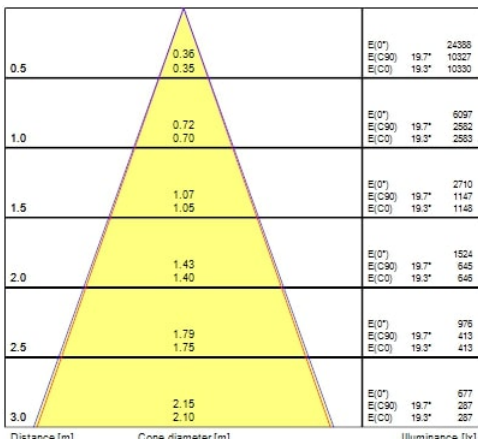 0.36
0.35
0.5
E(0°) 24388
E(C90) 19.7° 10327
E(C0) 19.3° 10330
0.72
0.70
1.0
E(0°) 6097
E(C90) 19.7° 2582
E(C0) 19.3° 2583
1.07
1.05
1.5
E(0°) 2710
E(C90) 19.7° 1147
E(C0) 19.3° 1148
1.43
1.40
2.0
E(0°) 1524
E(C90) 19.7° 645
E(C0) 19.3° 646
1.79
1.75
2.5
E(0°) 976
E(C90) 19.7° 413
E(C0) 19.3° 413
2.15
2.10
3.0
E(0°) 677
E(C90) 19.7° 287
E(C0) 19.3° 287
Distance [m] Cone diameter [m] Illuminance [lx]